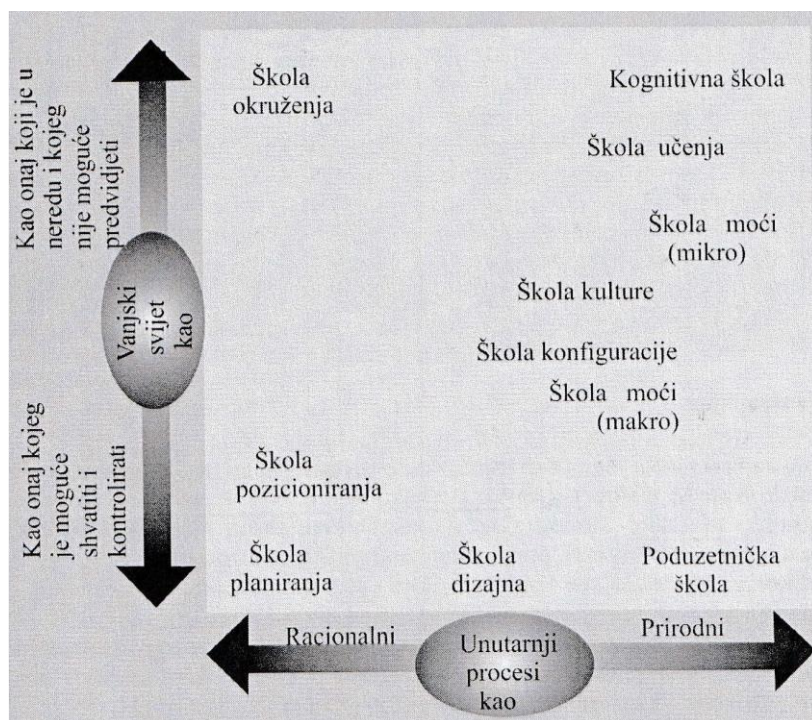 Kao onaj koji je u
neredu i kojeg
nije moguće
predvidjeti
Vanjski
svijet
kao
Kao onaj kojeg
je moguće
shvatiti i
kontrolirati
Škola
okruženja
Kognitivna škola
Škola učenja
Škola moći
(mikro)
Škola kulture
Škola konfiguracije
Škola moći
(makro)
Škola
pozicioniranja
Škola
planiranja
Škola
dizajna
Poduzetnička
škola
Racionalni
Unutarnji
procesi
kao
Prirodni